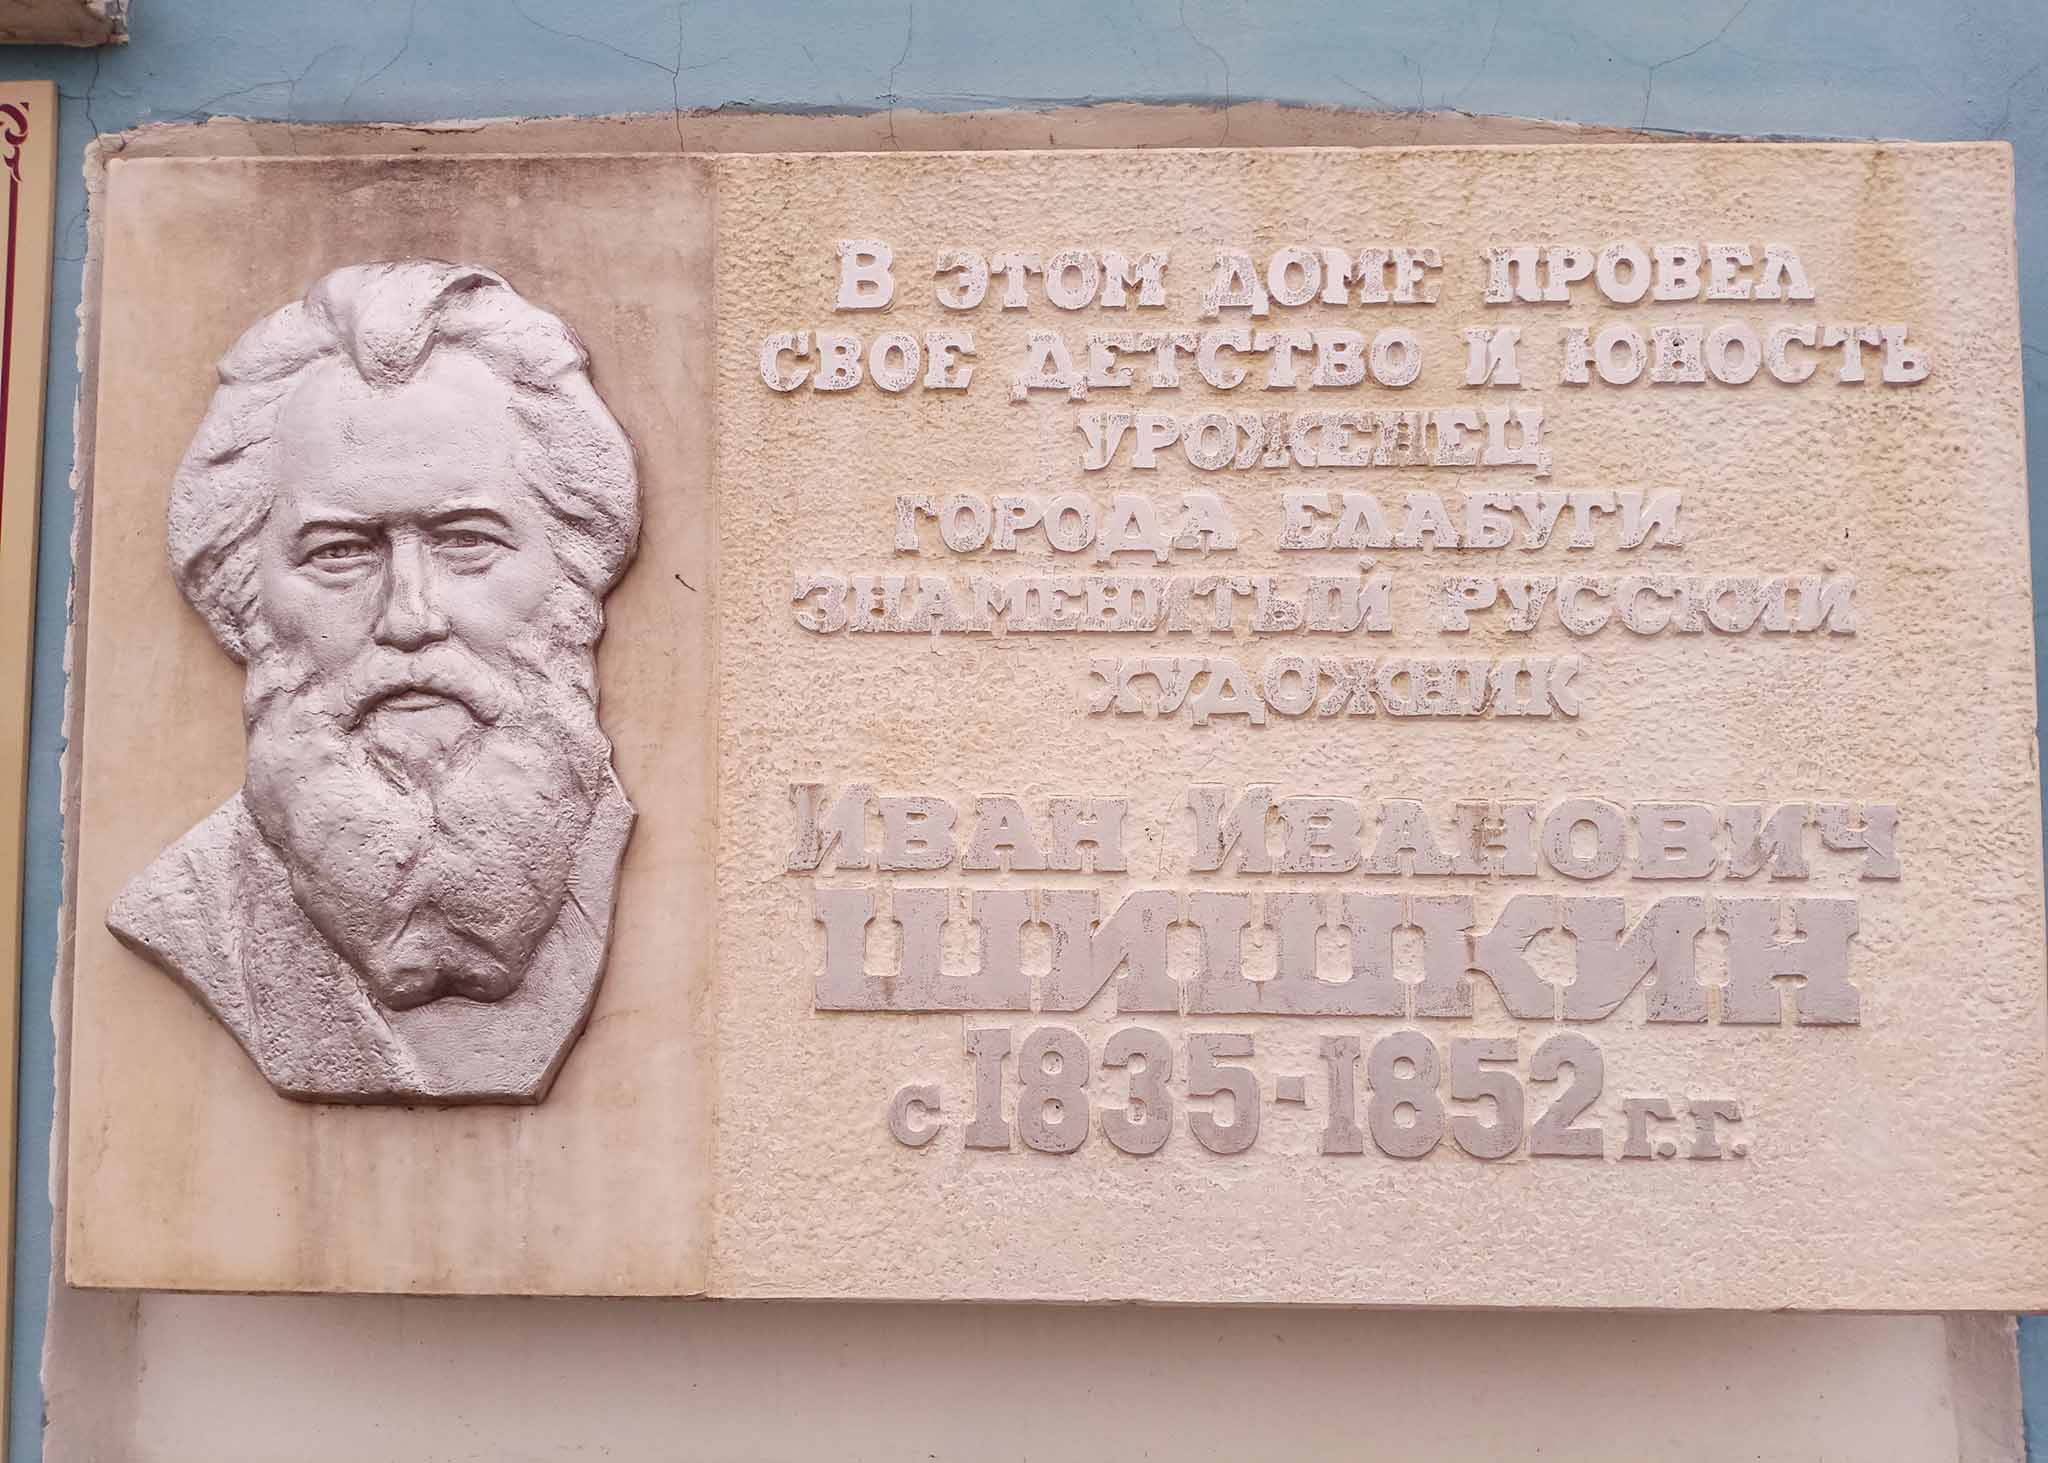 В ЭТОМ ДОМЕ ПРОВЕЛ
СВОЕ ДЕТСТВО И ЮНОСТЬ
УРОЖЕНЕЦ
ГОРОДА ЕЛАБУГИ
ЗНАМЕНИТЫЙ РУССКИЙ
ХУДОЖНИК
ИВАН ИВАНОВИЧ
ШИШКИН
с 1835-1852 г.г.